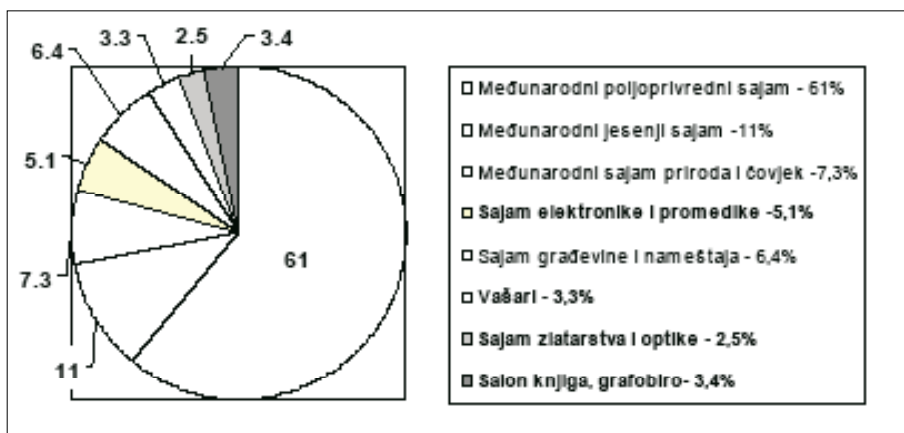 3.3
2.5
3.4
6.4
5.1
7.3
11
61
Međunarodni poljoprivredni sajam - 61%
Međunarodni jesenji sajam -11%
Međunarodni sajam priroda i čovjek -7,3%
Sajam elektronike i promedike -5,1%
Sajam građevine i nameštaja - 6,4%
Vašari - 3,3%
Sajam zlatarstva i optike - 2,5%
Salon knjiga, grafobiro- 3,4%